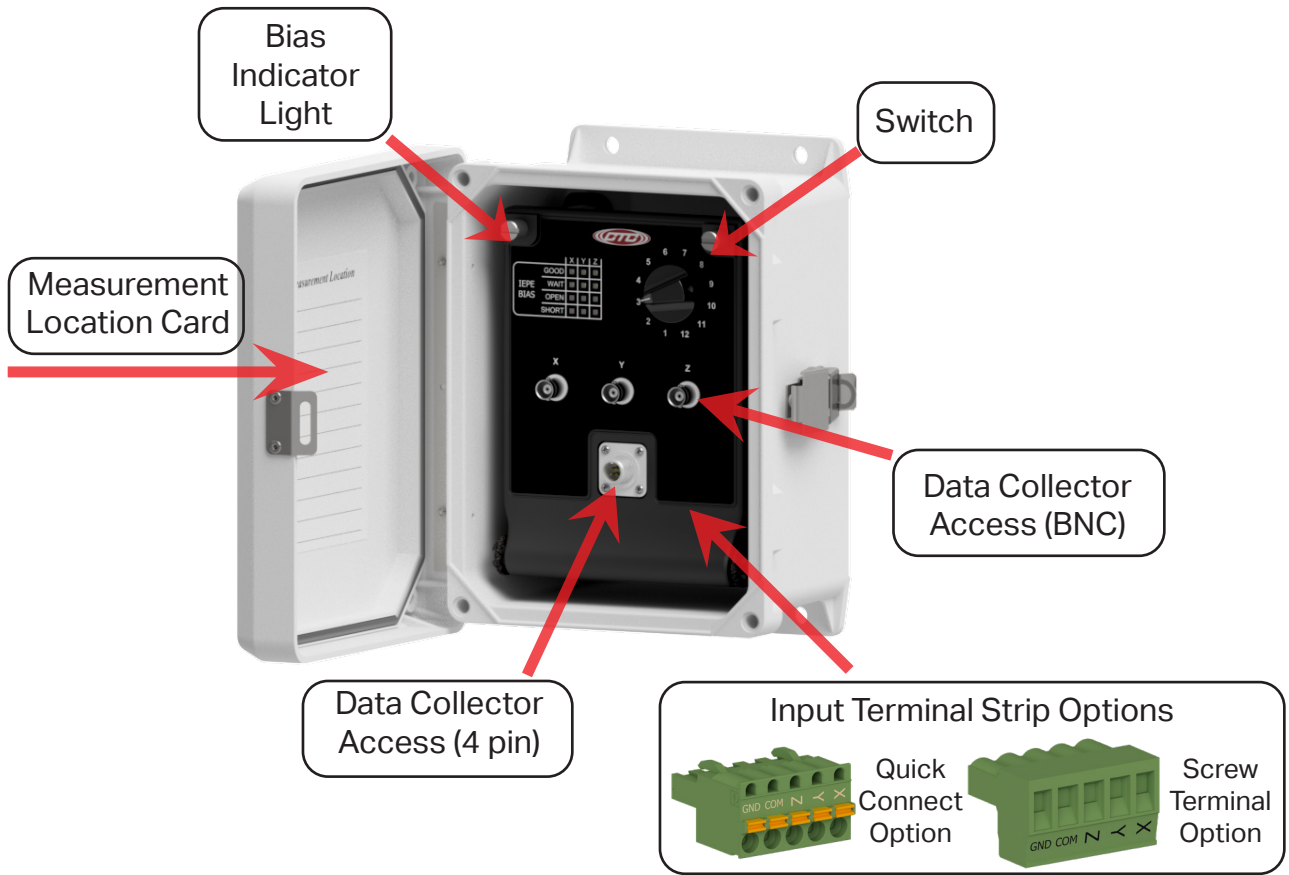 Bias
Indicator
Light
Switch
Measurement
Location Card
Measurement Location
CTC
X Y Z
GOOD
WAIT
OPEN
SHORT
IEPE
BIAS
1
2
3
4
5
6
7
8
9
10
11
12
X
Y
Z
Data Collector
Access (BNC)
Data Collector
Access (4 pin)
Input Terminal Strip Options
GND COM Z Y X
Quick
Connect
Option
GND COM Z Y X
Screw
Terminal
Option